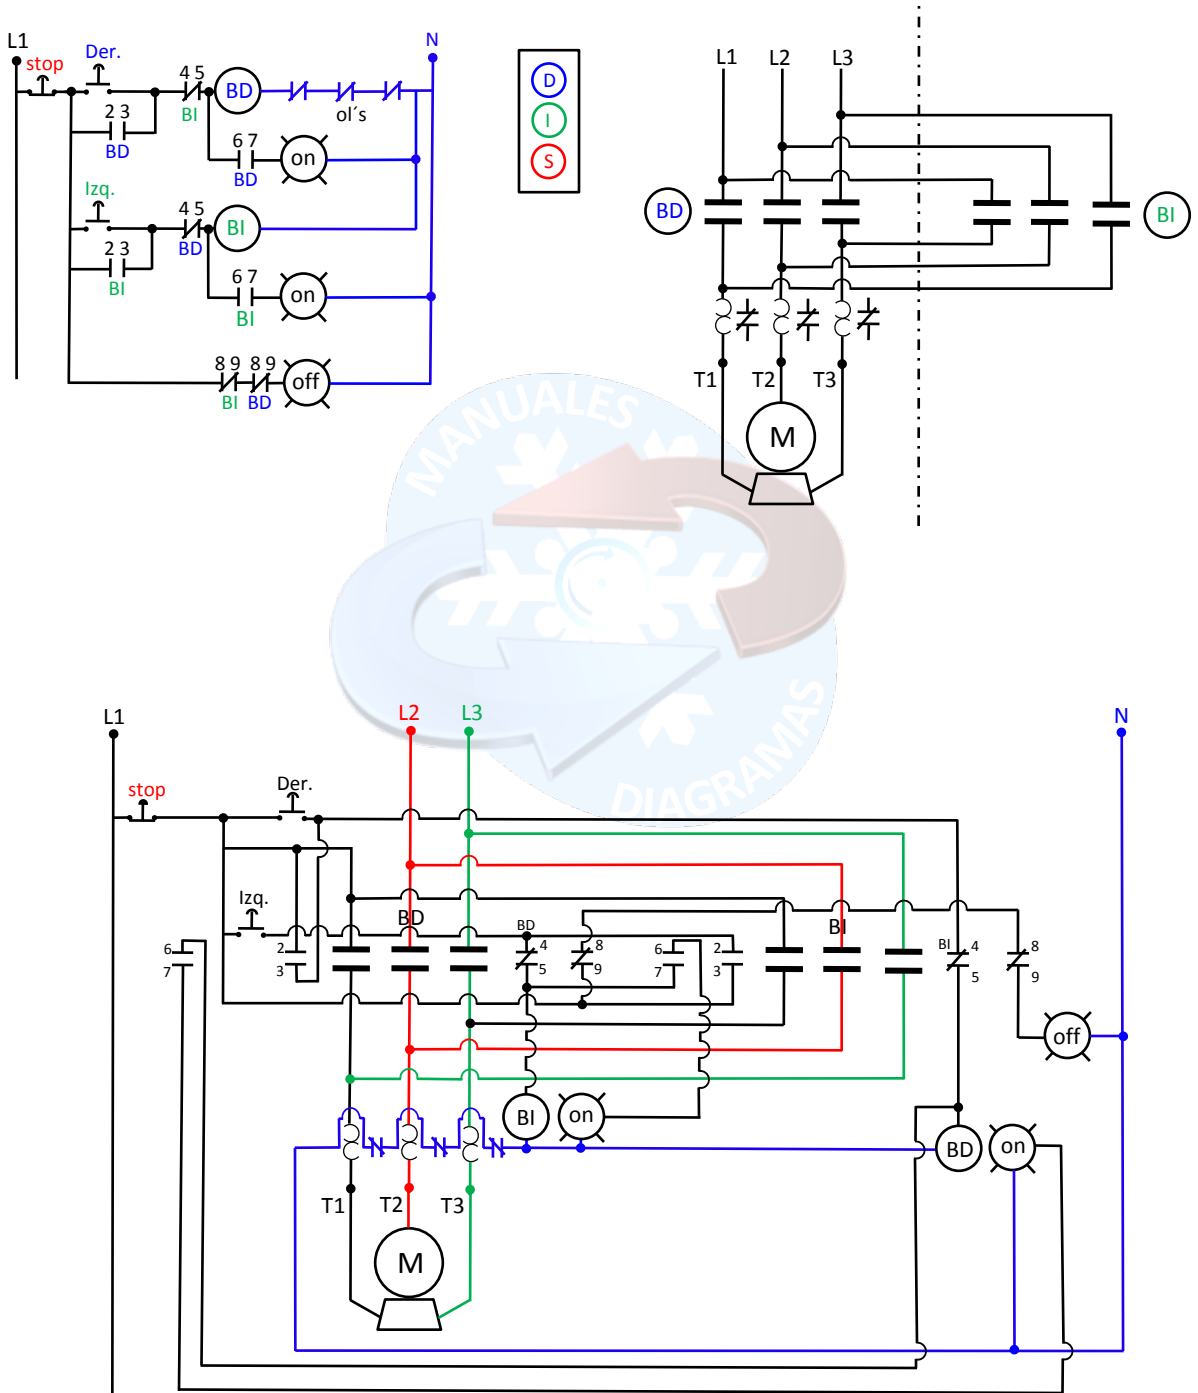 L1
stop
Der.
N
4 5
BI
BD
ol´s
2 3
BD
6 7
BD
on
Izq.
4 5
BD
BI
2 3
BI
6 7
BI
on
8 9
BI
8 9
BD
off
D
I
S
L1
L2
L3
BD
BI
T1
T2
T3
M
MANUALES
DIAGRAMAS
L1
L2
L3
N
stop
Der.
Izq.
BD
BD
BI
BI
6
7
2
3
4
5
8
9
6
7
2
3
4
5
8
9
off
BI
on
BD
on
T1
T2
T3
M